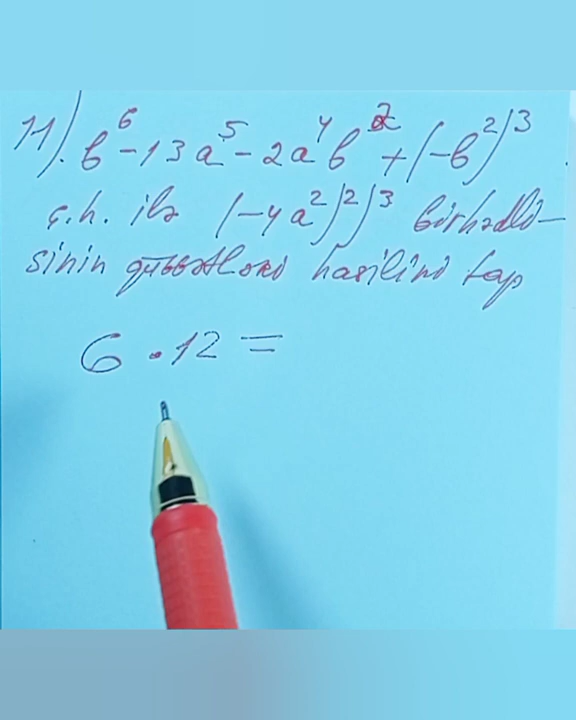 11). b⁶ - 13a⁵ - 2a⁴b² + (-b²)³
ç.h. ilə (-4a²)²)³ birhədli-
sinin qüvvətləri hasilini tap
6 · 12 =